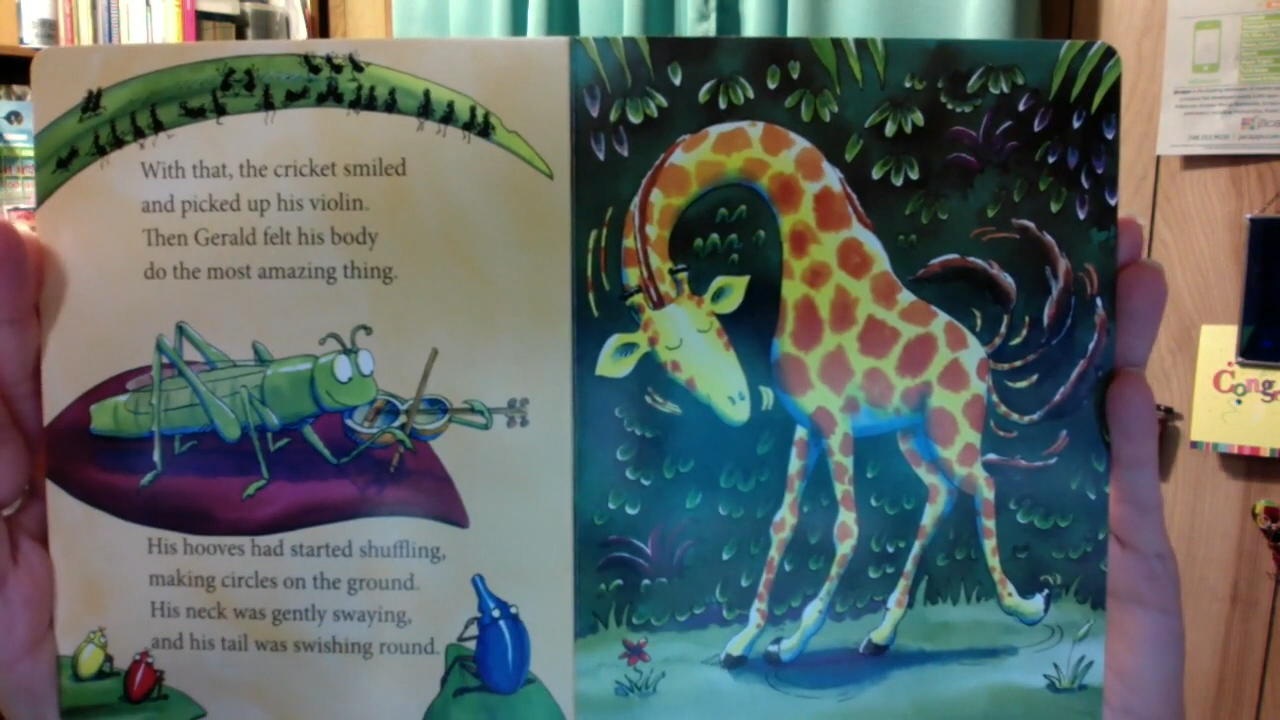 With that, the cricket smiled
and picked up his violin.
Then Gerald felt his body
do the most amazing thing.
His hooves had started shuffling,
making circles on the ground.
His neck was gently swaying,
and his tail was swishing round.
Cong